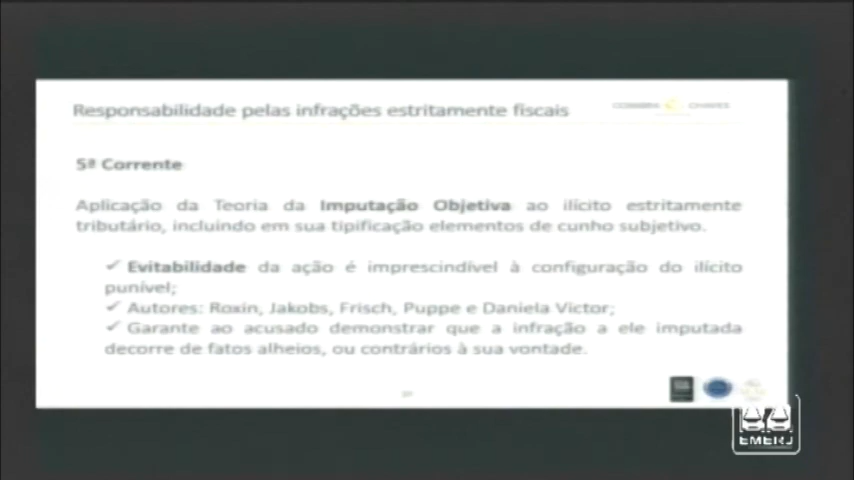 Responsabilidade pelas infrações estritamente fiscais
COIMBRA CHAVES
5ª Corrente
Aplicação da Teoria da Imputação Objetiva ao ilícito estritamente
tributário, incluindo em sua tipificação elementos de cunho subjetivo.
✓ Evitabilidade da ação é imprescindível à configuração do ilícito
punível;
✓ Autores: Roxin, Jakobs, Frisch, Puppe e Daniela Victor;
✓ Garante ao acusado demonstrar que a infração a ele imputada
decorre de fatos alheios, ou contrários à sua vontade.
EMERJ